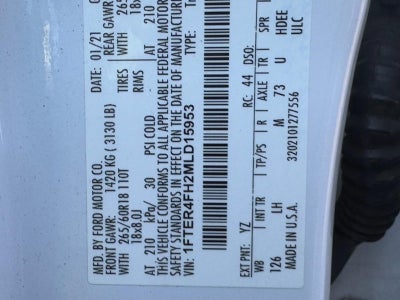 MFD. BY FORD MOTOR CO.
01/21
FRONT GAWR: 1420 KG ( 3130 LB)
REAR GAWR
WITH 265/60R18 110T TIRES
WITH 265
18x8.0J RIMS
18x
AT 210 kPa/ 30 PSI COLD
AT 210
THIS VEHICLE CONFORMS TO ALL APPLICABLE FEDERAL MOTOR
SAFETY STANDARDS IN EFFECT ON THE DATE OF MANUFACTURE
VIN: 1FTER4FH2MLD15953
EXT PNT: YZ RC: 44 DSO:
WB INT TR TP/PS R AXLE TR SPR
126 LH M 73 U HDEE
MADE IN U.S.A. 3202101277556 ULC